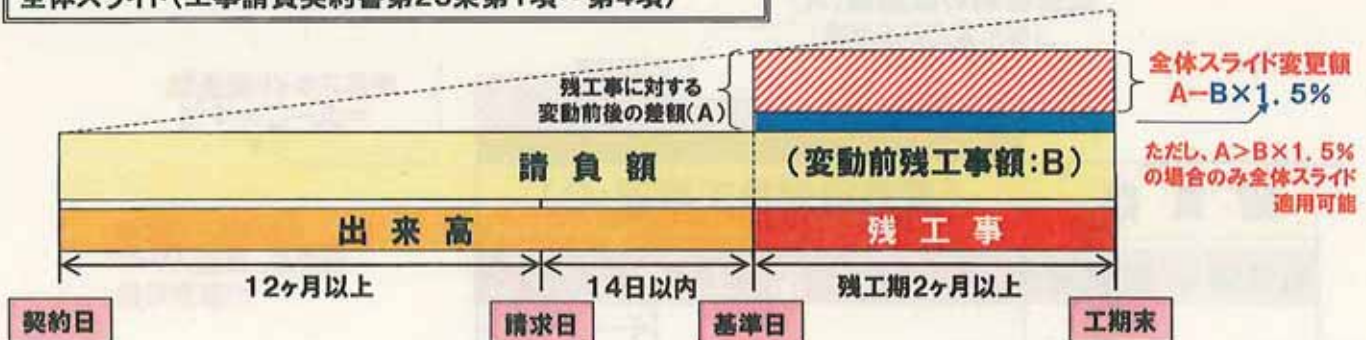 全体スライド(工事請負契約書第25条第1項~第4項)
残工事に対する
変動前後の差額(A)
全体スライド変更額
A-B×1.5%
ただし、A>B×1.5%
の場合のみ全体スライド
適用可能
請負額
(変動前残工事額:B)
出来高
残工事
12ヶ月以上
14日以内
残工期2ヶ月以上
契約日
請求日
基準日
工期末